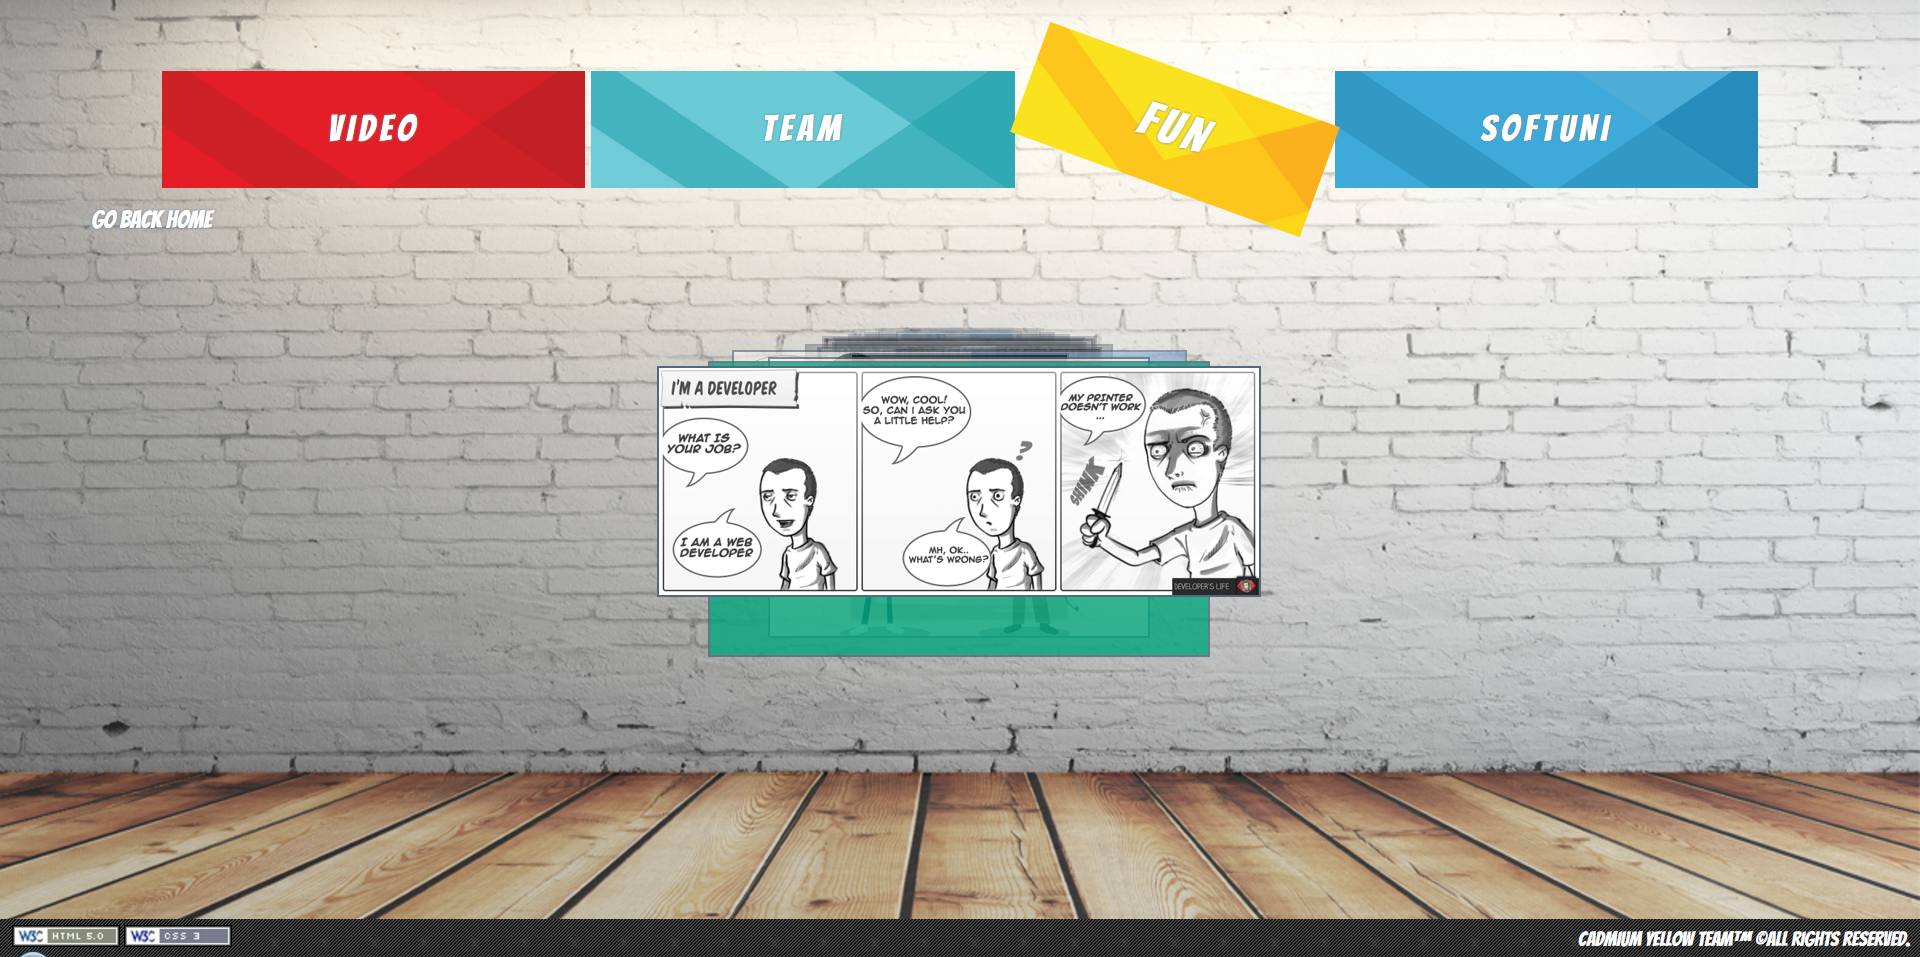 VIDEO
TEAM
FUN
SOFTUNI
GO BACK HOME
I'M A DEVELOPER
WHAT IS
YOUR JOB?
I AM A WEB
DEVELOPER
WOW, COOL!
SO, CAN I ASK YOU
A LITTLE HELP?
?
MH, OK..
WHAT'S WRONG?
MY PRINTER
DOESN'T WORK
...
SHINK
DEVELOPER'S LIFE
W3C HTML 5.0
W3C CSS 3
CADMIUM YELLOW TEAM™ ©ALL RIGHTS RESERVED.